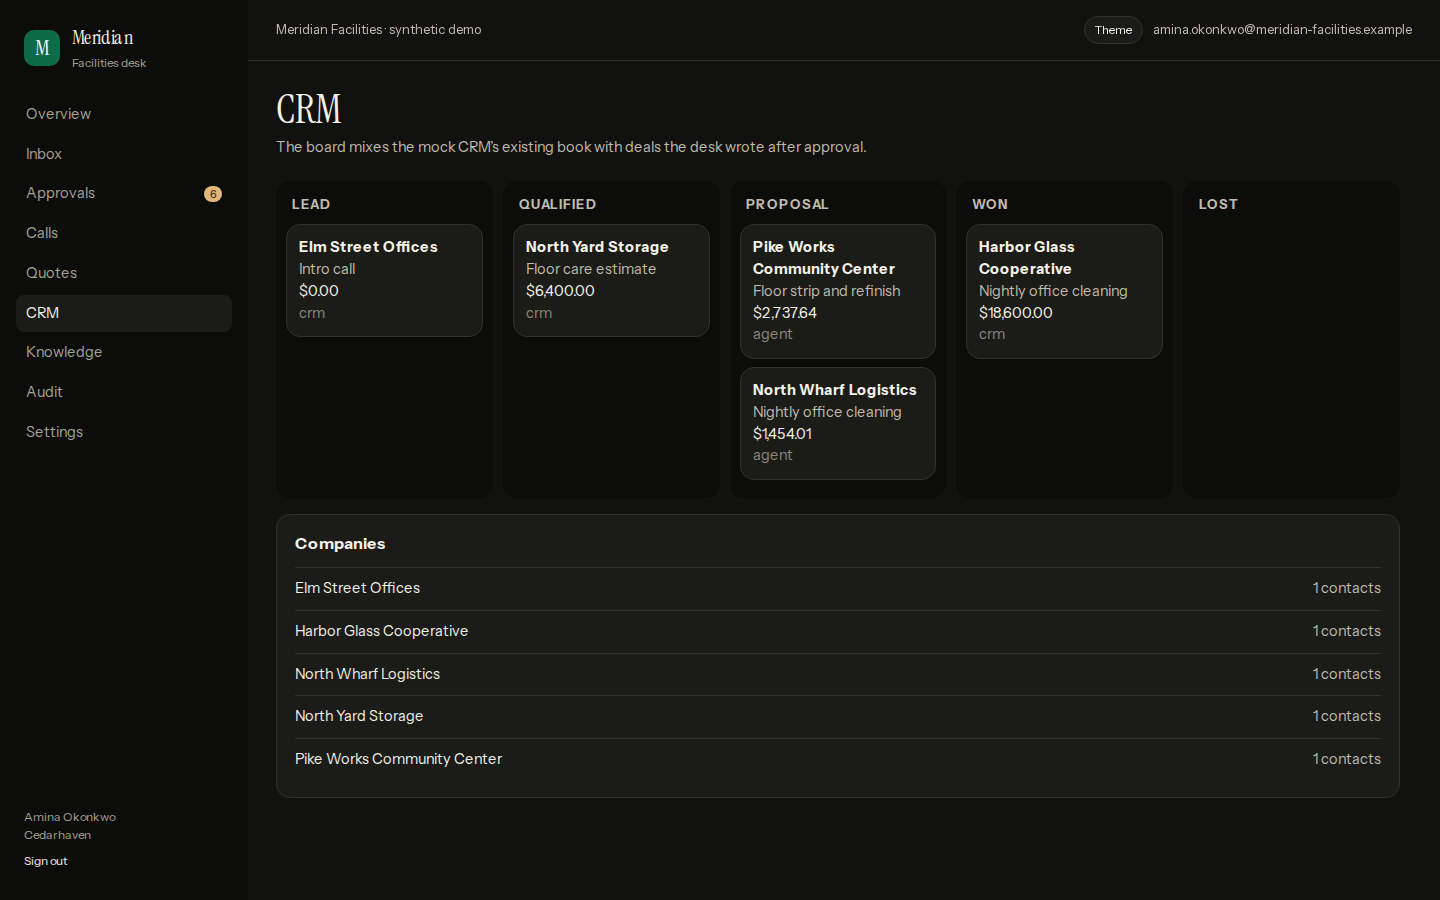 M
Meridian
Facilities desk
Overview
Inbox
Approvals 6
Calls
Quotes
CRM
Knowledge
Audit
Settings
Amina Okonkwo
Cedarhaven
Sign out
Meridian Facilities · synthetic demo
Theme
amina.okonkwo@meridian-facilities.example
CRM
The board mixes the mock CRM's existing book with deals the desk wrote after approval.
LEAD
Elm Street Offices
Intro call
$0.00
crm
QUALIFIED
North Yard Storage
Floor care estimate
$6,400.00
crm
PROPOSAL
Pike Works
Community Center
Floor strip and refinish
$2,737.64
agent
North Wharf Logistics
Nightly office cleaning
$1,454.01
agent
WON
Harbor Glass
Cooperative
Nightly office cleaning
$18,600.00
crm
LOST
Companies
Elm Street Offices 1 contacts
Harbor Glass Cooperative 1 contacts
North Wharf Logistics 1 contacts
North Yard Storage 1 contacts
Pike Works Community Center 1 contacts